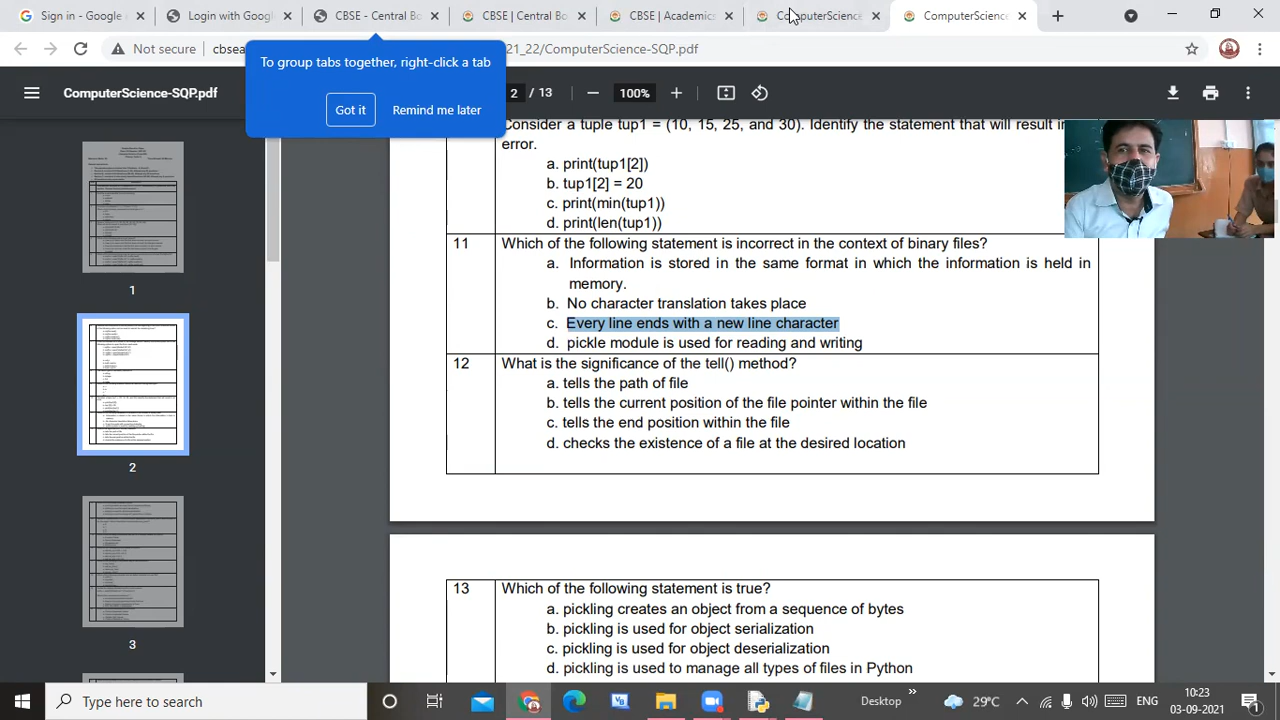 Sign in - Google
Login with Goog
CBSE - Central Bo
CBSE | Central Bo
CBSE | Academics
ComputerScience
ComputerScience
Not secure
cbsea
21_22/ComputerScience-SQP.pdf
To group tabs together, right-click a tab
Got it
Remind me later
ComputerScience-SQP.pdf
2 / 13
100%
1
2
3
Consider a tuple tup1 = (10, 15, 25, and 30). Identify the statement that will result i
error.
a. print(tup1[2])
b. tup1[2] = 20
c. print(min(tup1))
d. print(len(tup1))
11 Which of the following statement is incorrect in the context of binary files?
a. Information is stored in the same format in which the information is held in
memory.
b. No character translation takes place
c. Every line ends with a new line character
d. pickle module is used for reading and writing
12 What is the significance of the tell() method?
a. tells the path of file
b. tells the current position of the file pointer within the file
c. tells the end position within the file
d. checks the existence of a file at the desired location
13 Which of the following statement is true?
a. pickling creates an object from a sequence of bytes
b. pickling is used for object serialization
c. pickling is used for object deserialization
d. pickling is used to manage all types of files in Python
Type here to search
Desktop
29°C
ENG
10:23
03-09-2021
1